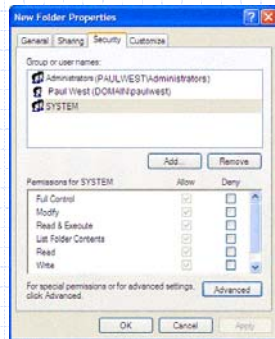 New Folder Properties
General Sharing Security Customize
Group or user names:
Administrators (PAULWEST\Administrators)
Paul West (DOMAIN\paulwest)
SYSTEM
Add... Remove
Permissions for SYSTEM Allow Deny
Full Control
Modify
Read & Execute
List Folder Contents
Read
Write
For special permissions or for advanced settings, click Advanced.
Advanced
OK Cancel Apply